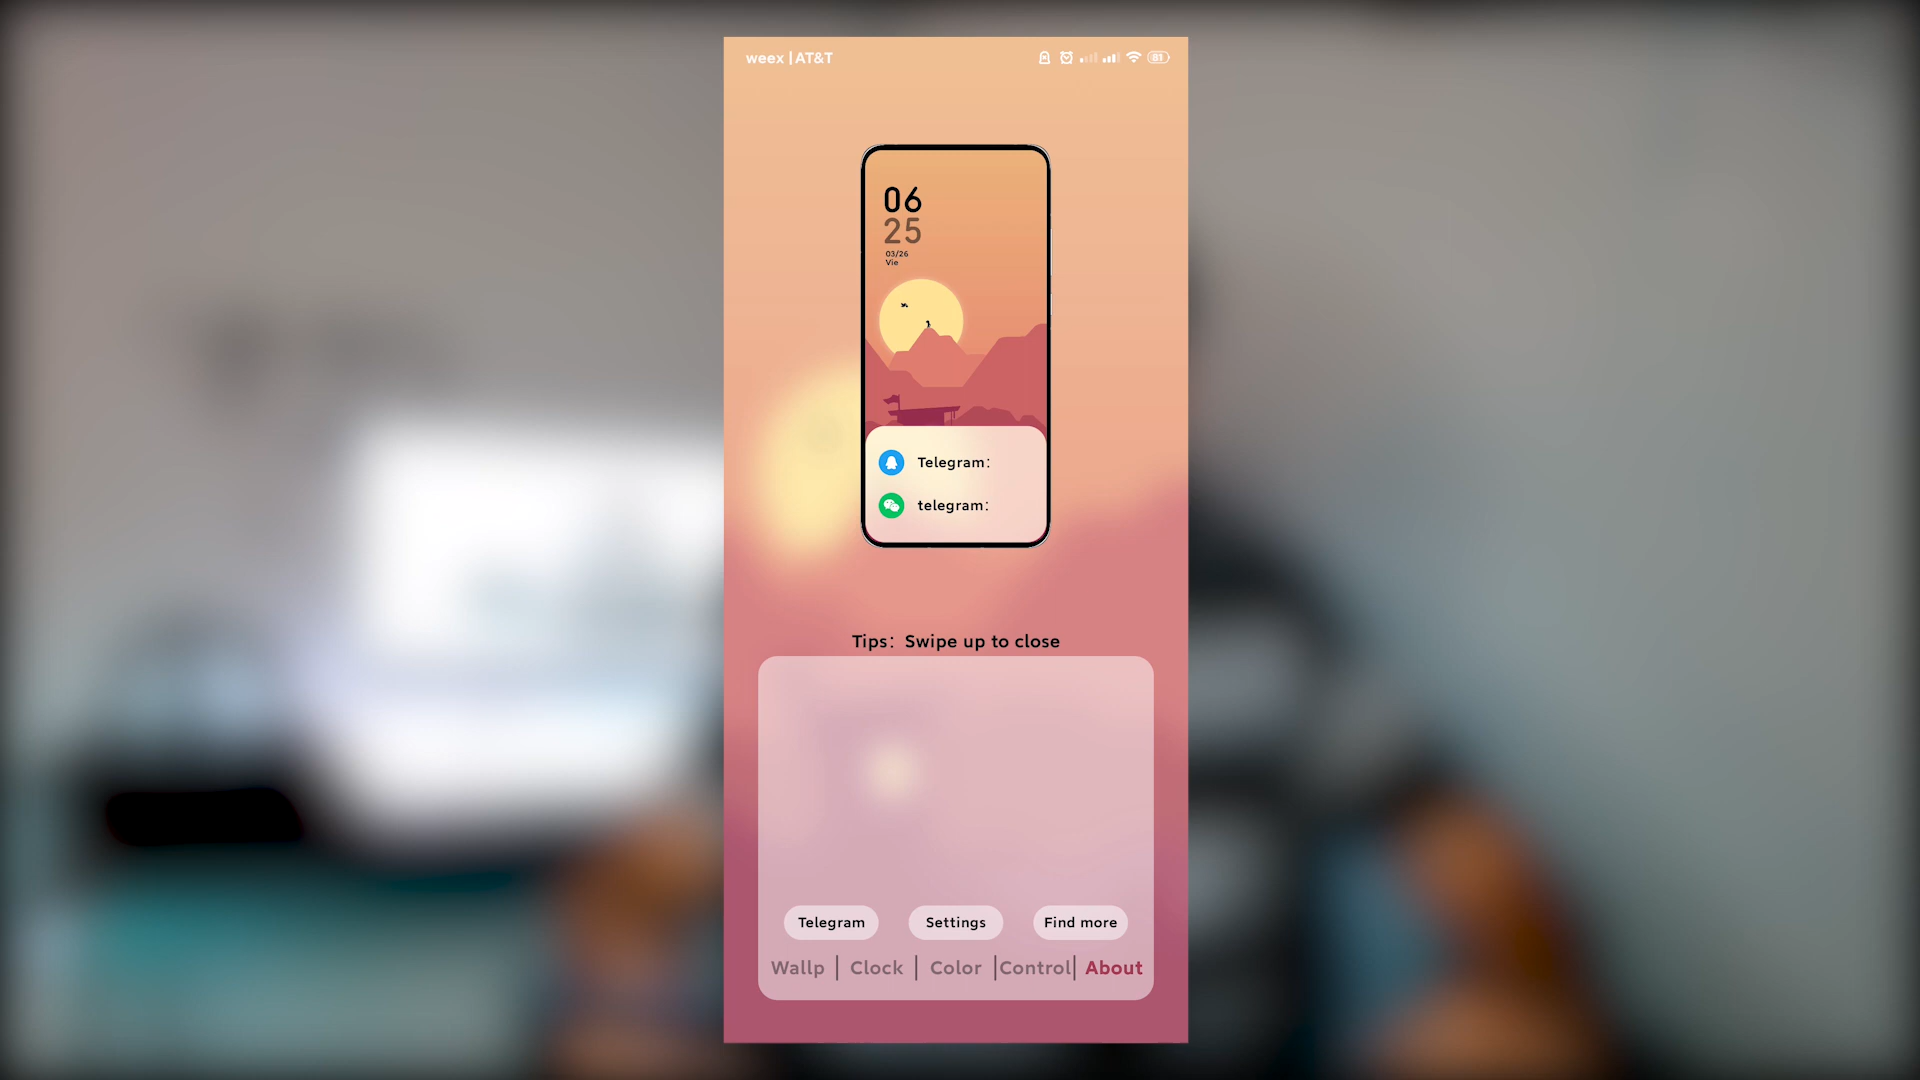 weex | AT&T
81
06
25
03/26
Vie
Telegram:
telegram:
Tips: Swipe up to close
Telegram
Settings
Find more
Wallp | Clock | Color | Control | About